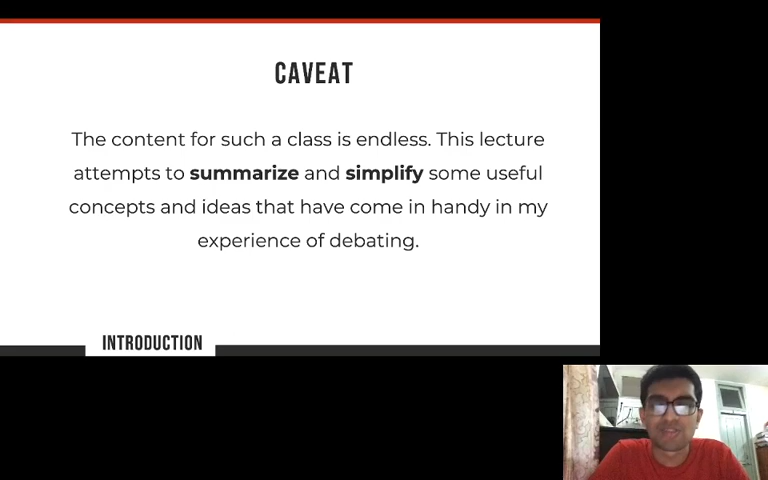 CAVEAT
The content for such a class is endless. This lecture
attempts to summarize and simplify some useful
concepts and ideas that have come in handy in my
experience of debating.
INTRODUCTION